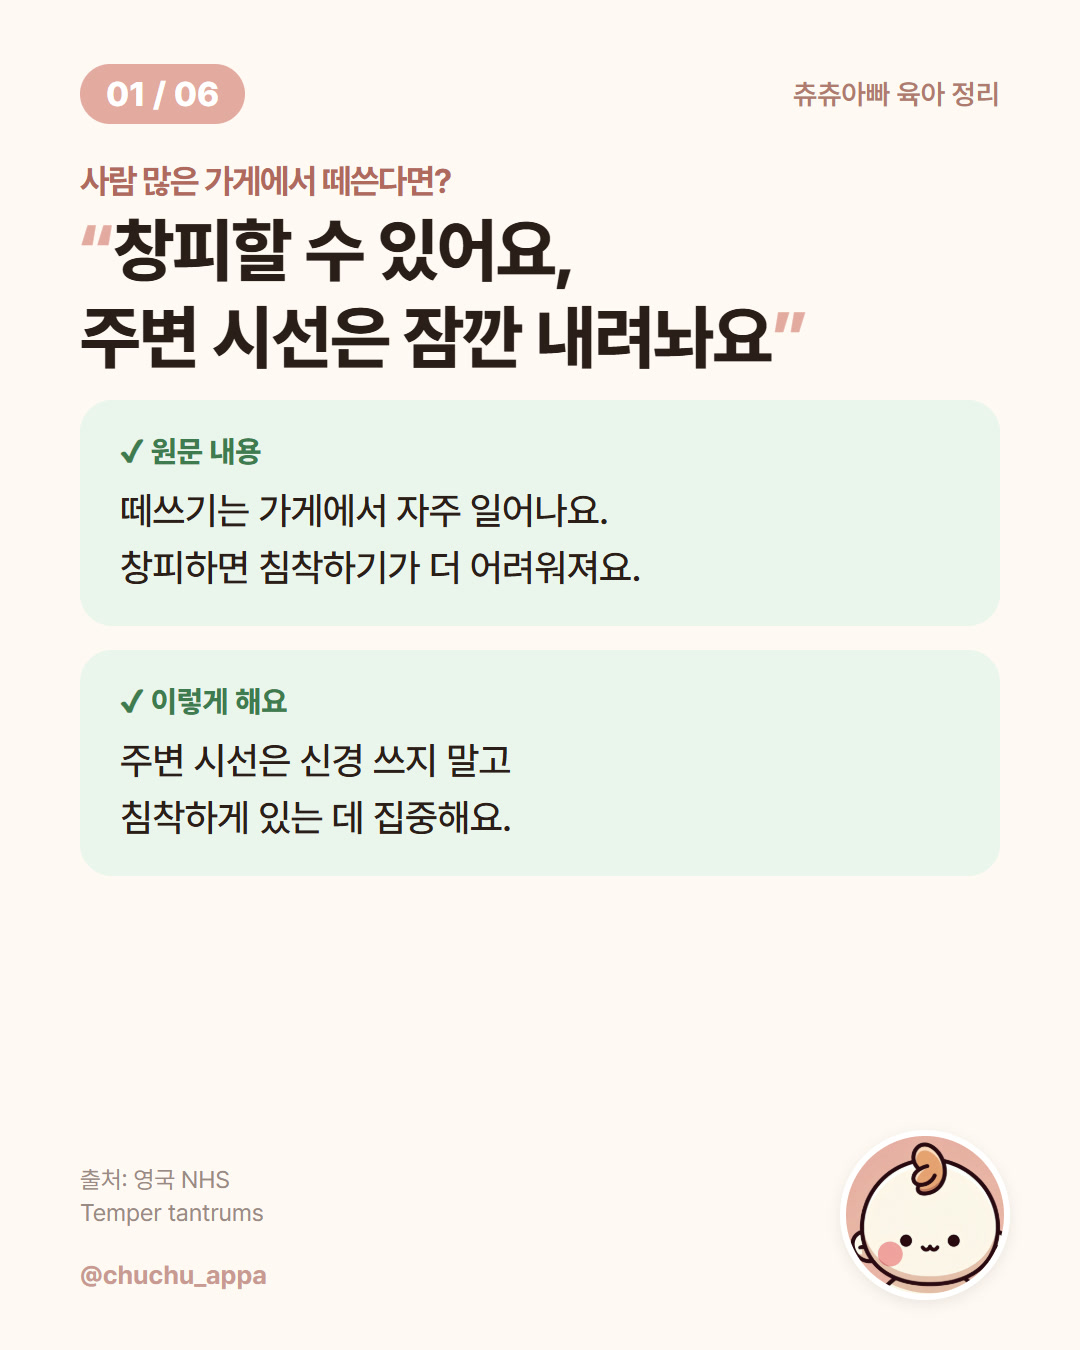 01 / 06
츄츄아빠 육아 정리
사람 많은 가게에서 떼쓴다면?
“창피할 수 있어요,
주변 시선은 잠깐 내려놔요”
✓ 원문 내용
떼쓰기는 가게에서 자주 일어나요.
창피하면 침착하기가 더 어려워져요.
✓ 이렇게 해요
주변 시선은 신경 쓰지 말고
침착하게 있는 데 집중해요.
출처: 영국 NHS
Temper tantrums
@chuchu_appa